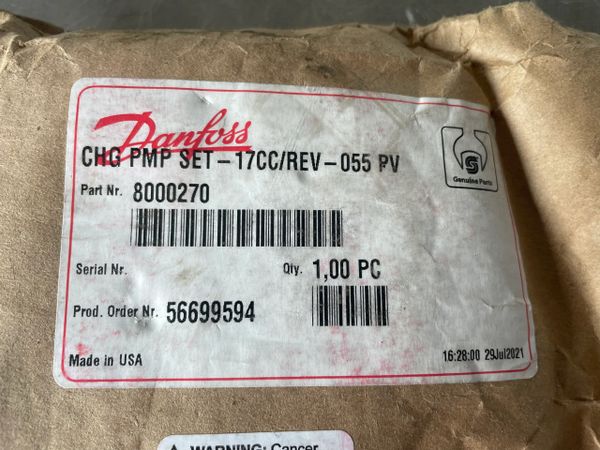 Danfoss
CHG PMP SET-17CC/REV-055 PV
Genuine Parts
Part Nr. 8000270
Serial Nr. Qty. 1,00 PC
Prod. Order Nr. 56699594
Made in USA 16:28:00 29Jul2021
WARNING: Cancer